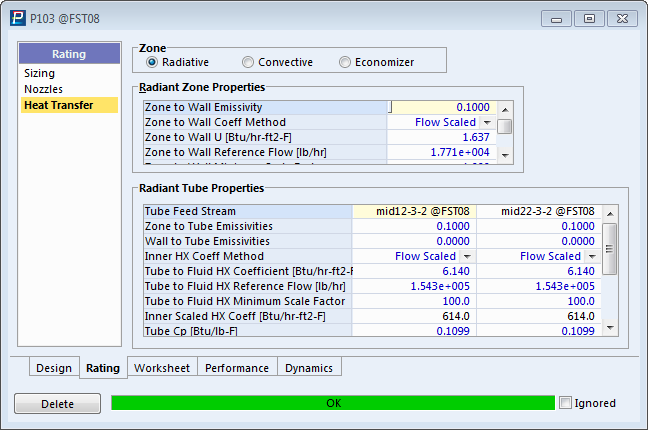 P103 @FST08
Rating
Sizing
Nozzles
Heat Transfer
Zone
Radiative Convective Economizer
Radiant Zone Properties
Zone to Wall Emissivity 0.1000
Zone to Wall Coeff Method Flow Scaled
Zone to Wall U [Btu/hr-ft2-F] 1.637
Zone to Wall Reference Flow [lb/hr] 1.771e+004
Radiant Tube Properties
Tube Feed Stream mid12-3-2 @FST08 mid22-3-2 @FST08
Zone to Tube Emissivities 0.1000 0.1000
Wall to Tube Emissivities 0.0000 0.0000
Inner HX Coeff Method Flow Scaled Flow Scaled
Tube to Fluid HX Coefficient [Btu/hr-ft2-F 6.140 6.140
Tube to Fluid HX Reference Flow [lb/hr] 1.543e+005 1.543e+005
Tube to Fluid HX Minimum Scale Factor 100.0 100.0
Inner Scaled HX Coeff [Btu/hr-ft2-F] 614.0 614.0
Tube Cp [Btu/lb-F] 0.1099 0.1099
Design Rating Worksheet Performance Dynamics
Delete OK Ignored